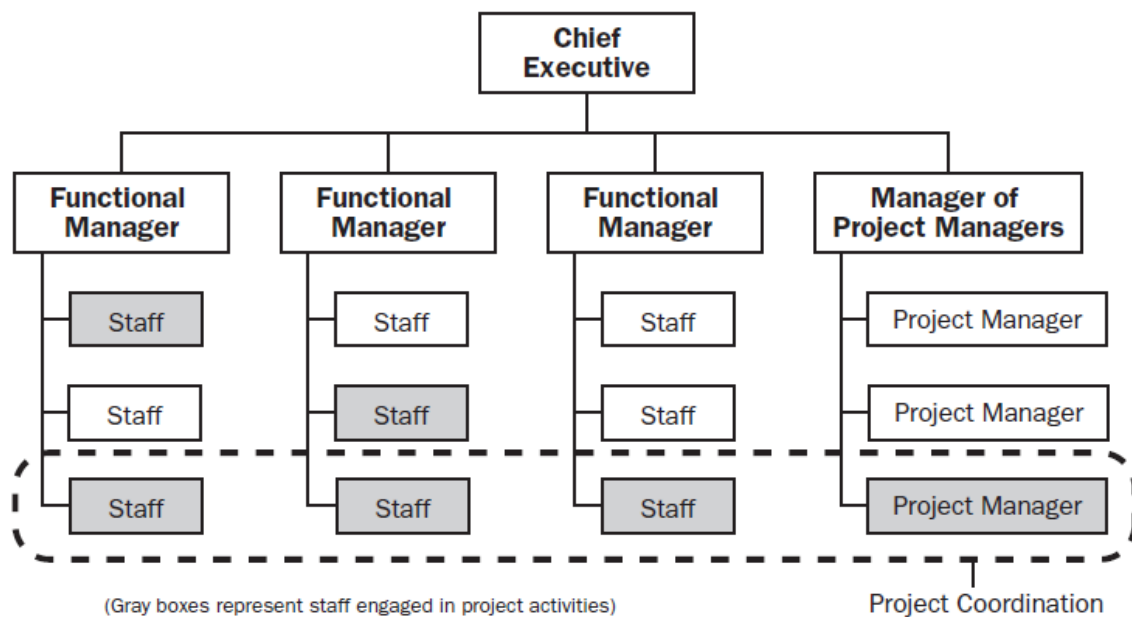 Chief
Executive
Functional
Manager
Functional
Manager
Functional
Manager
Manager of
Project Managers
Staff
Staff
Staff
Project Manager
Staff
Staff
Staff
Project Manager
Staff
Staff
Staff
Project Manager
(Gray boxes represent staff engaged in project activities)
Project Coordination